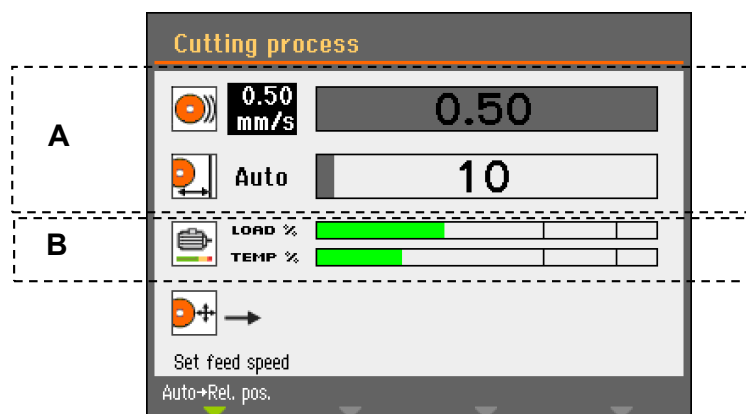 Cutting process
A
0.50
mm/s
0.50
Auto
10
B
LOAD %
TEMP %
Set feed speed
Auto→Rel. pos.